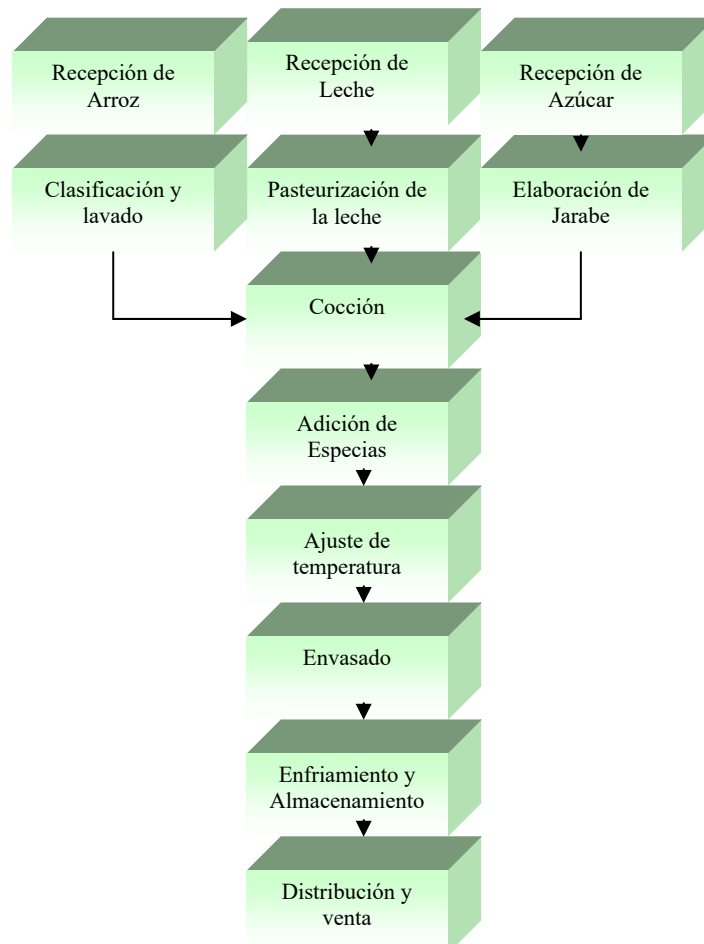 Recepción de
Arroz
Recepción de
Leche
Recepción de
Azúcar
Clasificación y
lavado
Pasteurización de
la leche
Elaboración de
Jarabe
Cocción
Adición de
Especias
Ajuste de
temperatura
Envasado
Enfriamiento y
Almacenamiento
Distribución y
venta